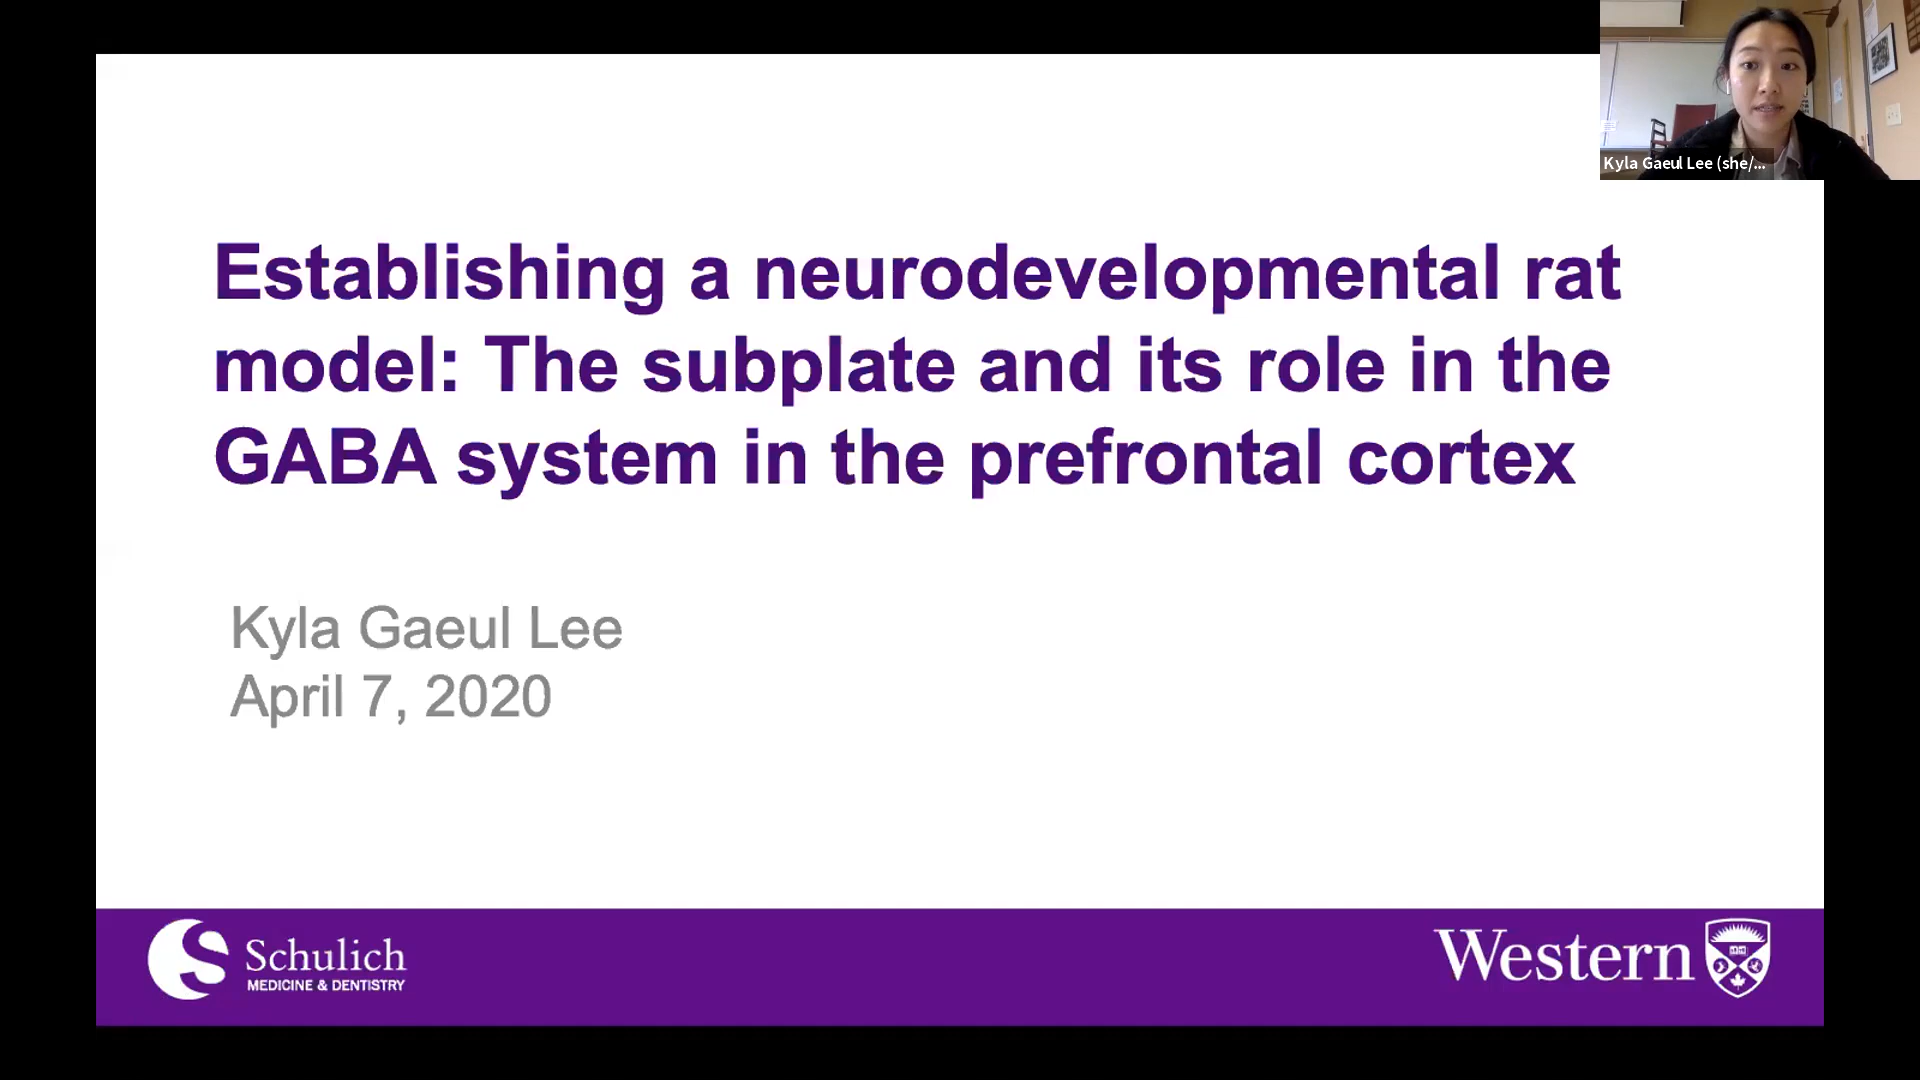 Kyla Gaeul Lee (she/...
Establishing a neurodevelopmental rat
model: The subplate and its role in the
GABA system in the prefrontal cortex
Kyla Gaeul Lee
April 7, 2020
Schulich
MEDICINE & DENTISTRY
Western